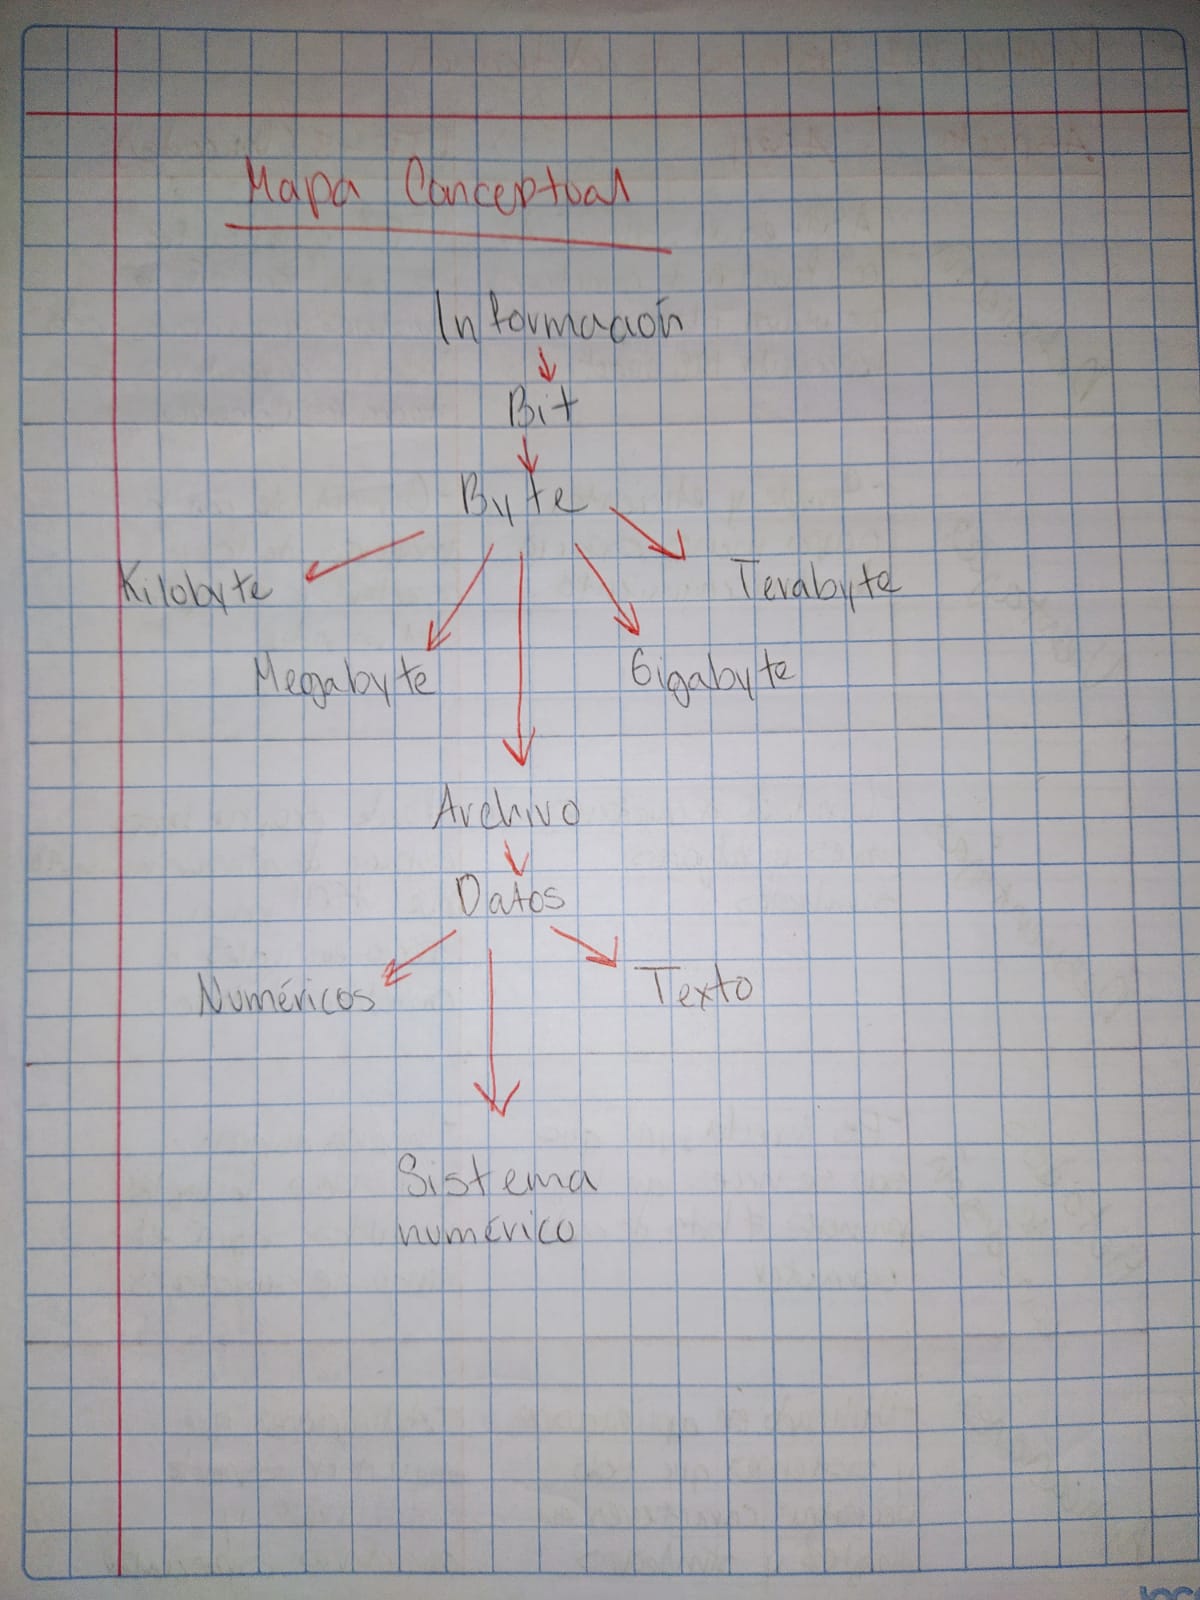 Mapa Conceptual
Información
Bit
Byte
Kilobyte
Terabyte
Megabyte
Gigabyte
Archivo
Datos
Numéricos
Texto
Sistema
numérico